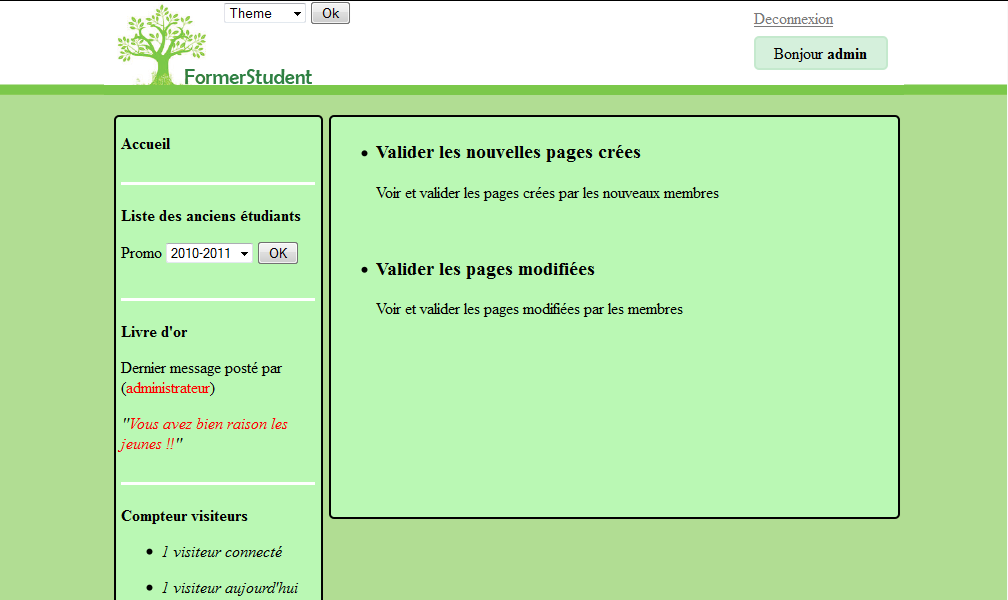 Theme
Ok
Deconnexion
Bonjour admin
FormerStudent
Accueil
Liste des anciens étudiants
Promo 2010-2011 OK
Livre d'or
Dernier message posté par
(administrateur)
"Vous avez bien raison les
jeunes !!"
Compteur visiteurs
1 visiteur connecté
1 visiteur aujourd'hui
Valider les nouvelles pages crées
Voir et valider les pages crées par les nouveaux membres
Valider les pages modifiées
Voir et valider les pages modifiées par les membres